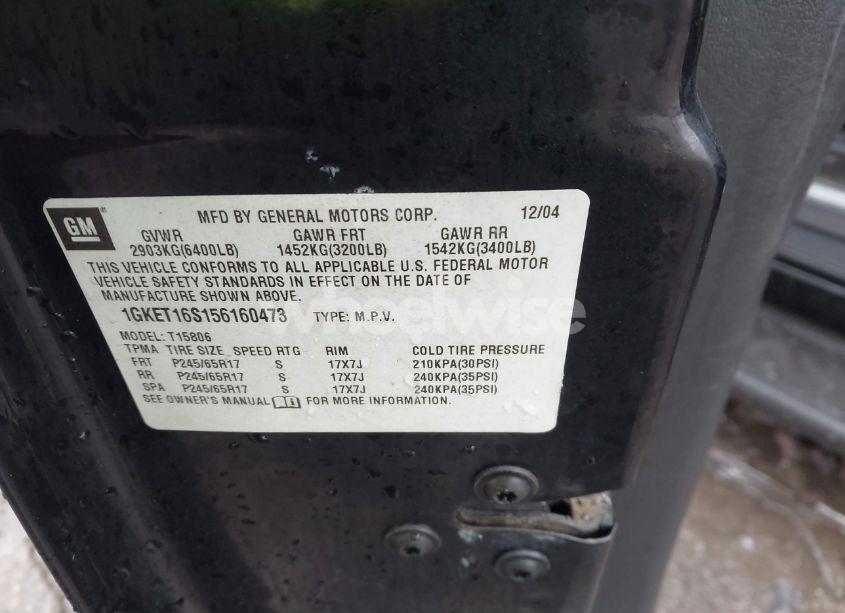 GM
MFD BY GENERAL MOTORS CORP. 12/04
GVWR GAWR FRT GAWR RR
2903KG(6400LB) 1452KG(3200LB) 1542KG(3400LB)
THIS VEHICLE CONFORMS TO ALL APPLICABLE U.S. FEDERAL MOTOR
VEHICLE SAFETY STANDARDS IN EFFECT ON THE DATE OF
MANUFACTURE SHOWN ABOVE.
1GKET16S156160473 TYPE: M.P.V.
wheelwise
MODEL: T15806
TPMA TIRE SIZE SPEED RTG RIM COLD TIRE PRESSURE
FRT P245/65R17 S 17X7J 210KPA(30PSI)
RR P245/65R17 S 17X7J 240KPA(35PSI)
SPA P245/65R17 S 17X7J 240KPA(35PSI)
SEE OWNER'S MANUAL FOR MORE INFORMATION.